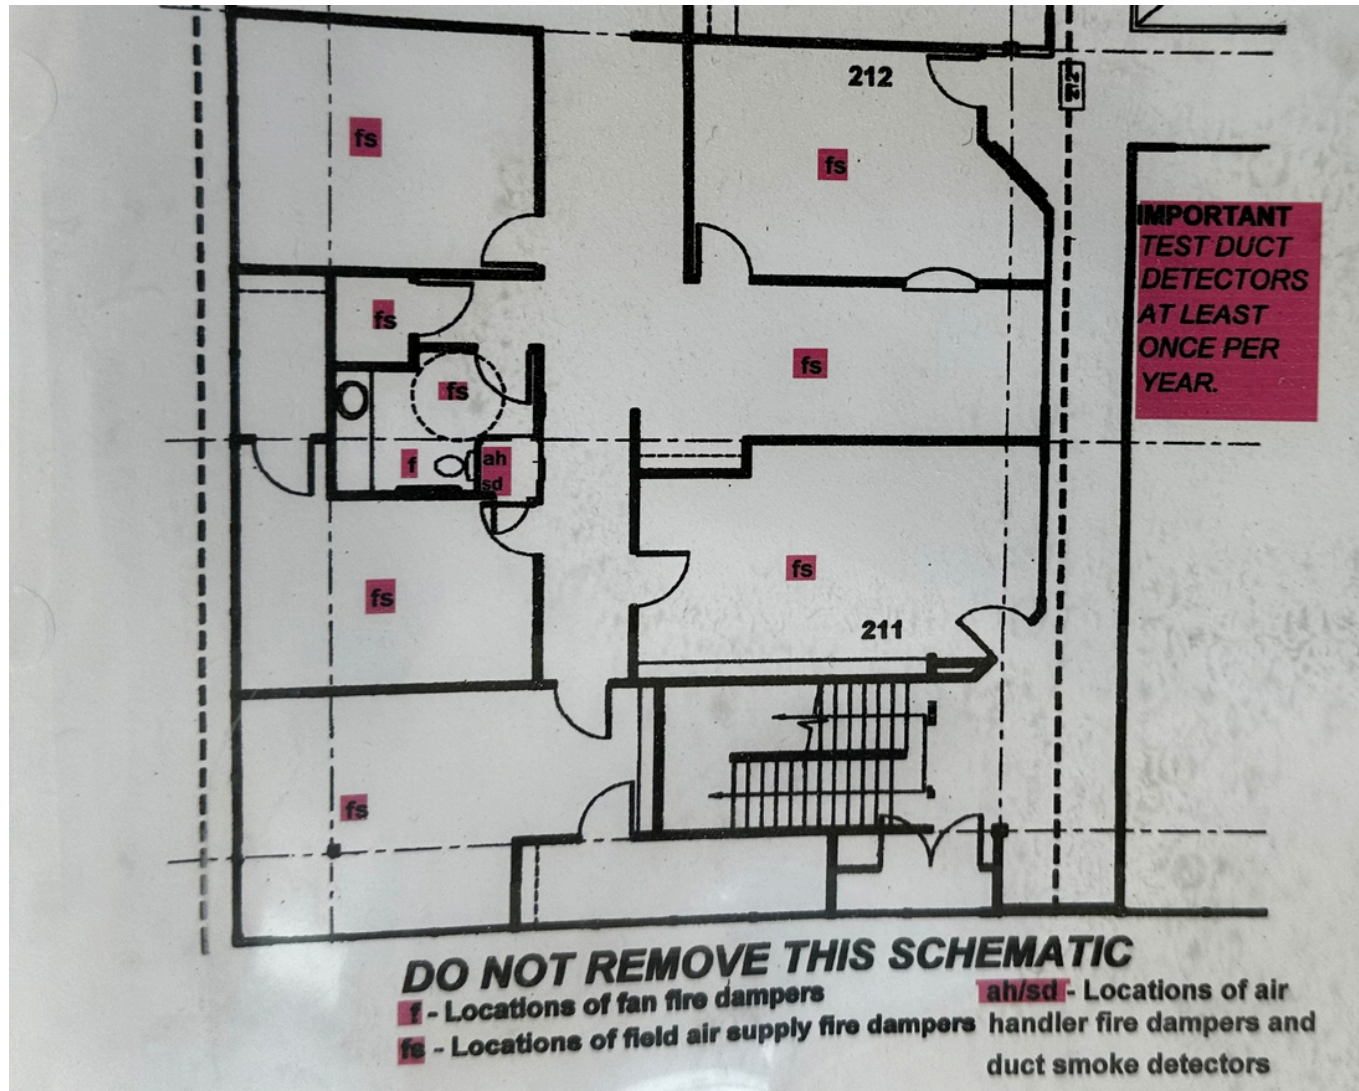 212
212
fs
fs
IMPORTANT
TEST DUCT
DETECTORS
AT LEAST
ONCE PER
YEAR.
fs
fs
fs
f
ah
sd
fs
fs
211
fs
DO NOT REMOVE THIS SCHEMATIC
f - Locations of fan fire dampers
fs - Locations of field air supply fire dampers
ah/sd - Locations of air
handler fire dampers and
duct smoke detectors